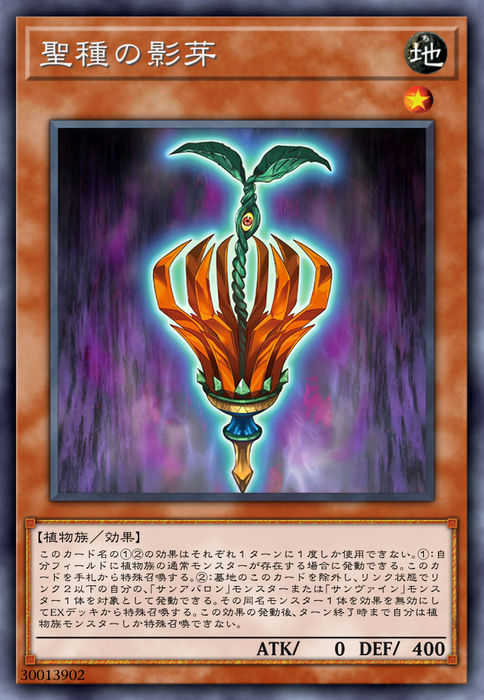 聖種の影芽
ち
地
【植物族／効果】
このカード名の①②の効果はそれぞれ１ターンに１度しか使用できない。①：自
分フィールドに植物族の通常モンスターが存在する場合に発動できる。このカ
ードを手札から特殊召喚する。②：墓地のこのカードを除外し、リンク状態でリ
ンク２以下の自分の、「サンアバロン」モンスターまたは「サンヴァイン」モンス
ター１体を対象として発動できる。その同名モンスター１体を効果を無効にし
てEXデッキから特殊召喚する。この効果の発動後、ターン終了時まで自分は植
物族モンスターしか特殊召喚できない。
ATK/ 0 DEF/ 400
30013902